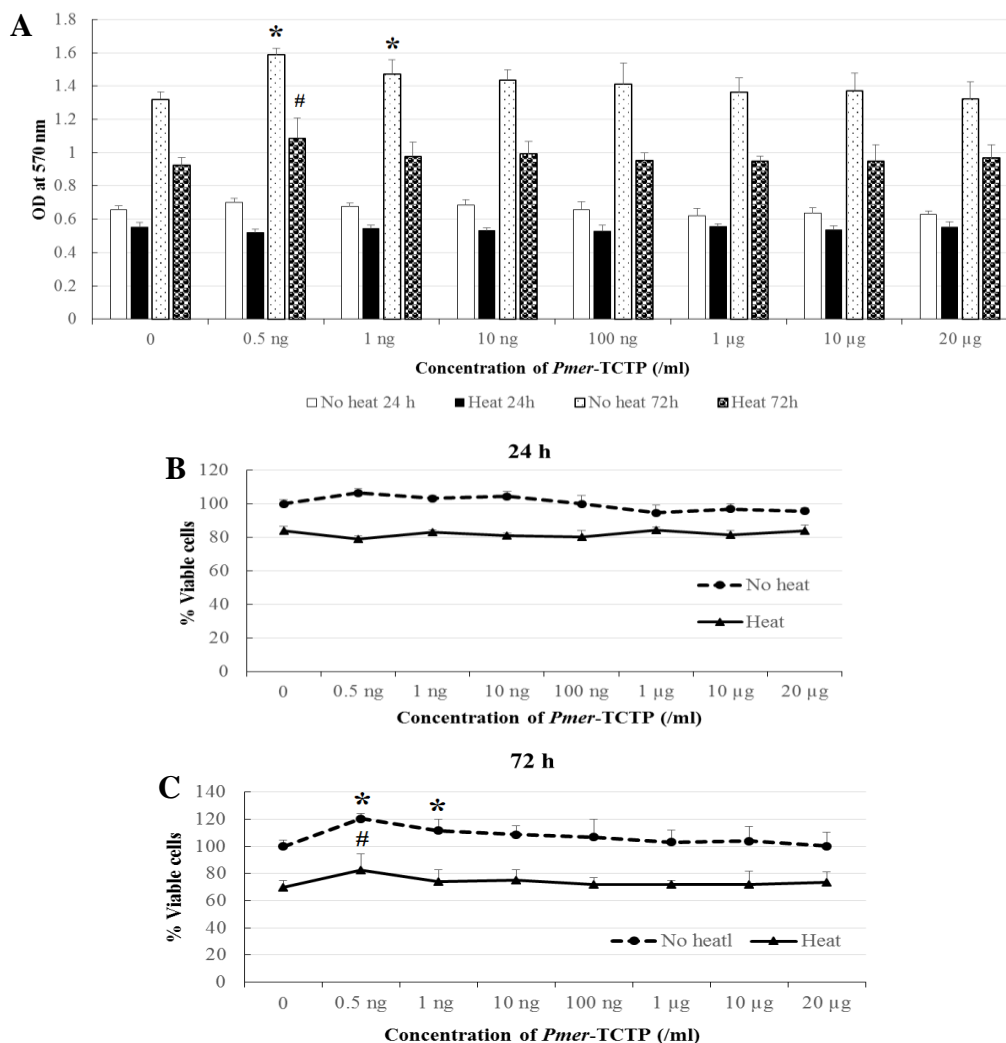 A
OD at 570 nm
1.8
1.6
1.4
1.2
1
0.8
0.6
0.4
0.2
0
*
*
#
0 0.5 ng 1 ng 10 ng 100 ng 1 µg 10 µg 20 µg
Concentration of Pmer-TCTP (/ml)
No heat 24 h Heat 24h No heat 72h Heat 72h
B
24 h
% Viable cells
120
100
80
60
40
20
0
No heat
Heat
0 0.5 ng 1 ng 10 ng 100 ng 1 µg 10 µg 20 µg
Concentration of Pmer-TCTP (/ml)
C
72 h
% Viable cells
140
120
100
80
60
40
20
0
*
*
#
No heatl Heat
0 0.5 ng 1 ng 10 ng 100 ng 1 µg 10 µg 20 µg
Concentration of Pmer-TCTP (/ml)